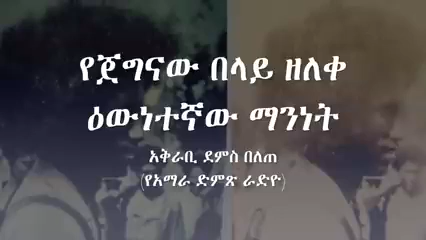 የጀግናው በላይ ዘለቀ
ዕውነተኛው ማንነት
አቅራቢ ደምስ በለጠ
(የአማራ ድምጽ ራድዮ)